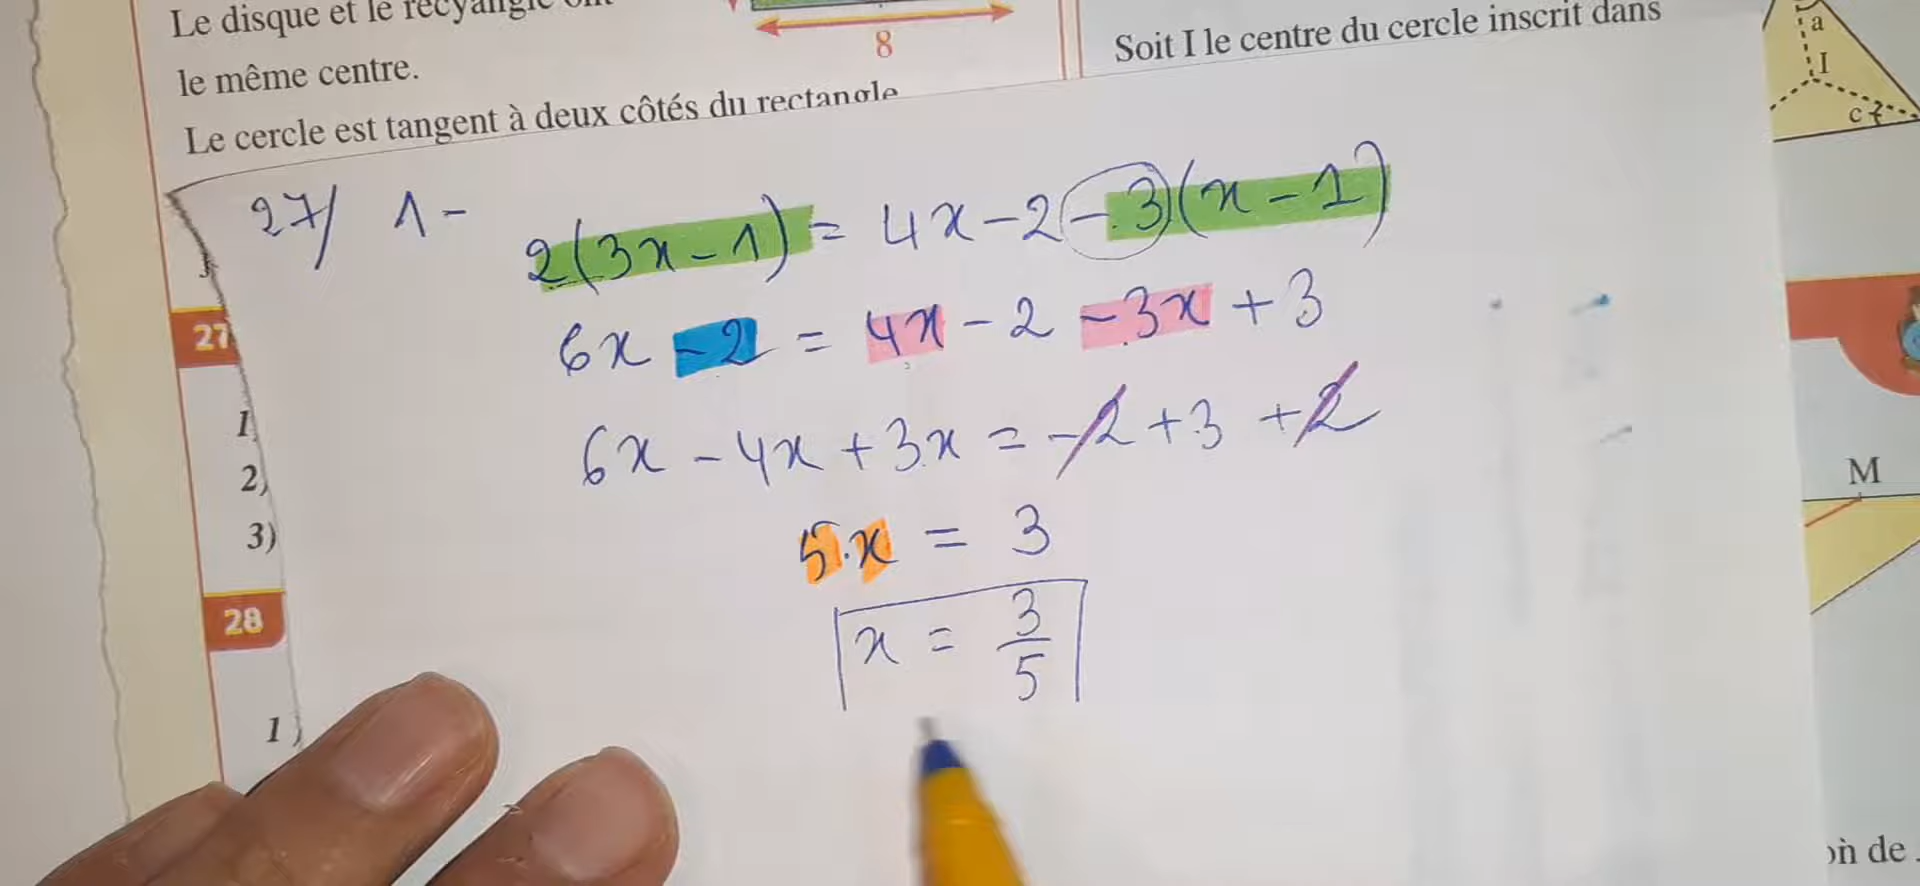 Le disque et le recyangle ont
le même centre.
Le cercle est tangent à deux côtés du rectangle
8
Soit I le centre du cercle inscrit dans
a
I
c
27/ 1-
2(3x-1) = 4x-2-3(x-1)
6x -2 = 4x -2 -3x +3
6x -4x +3x = -2 +3 +2
5.x = 3
x = 3/5
27
1)
2)
3)
28
1)
M
de